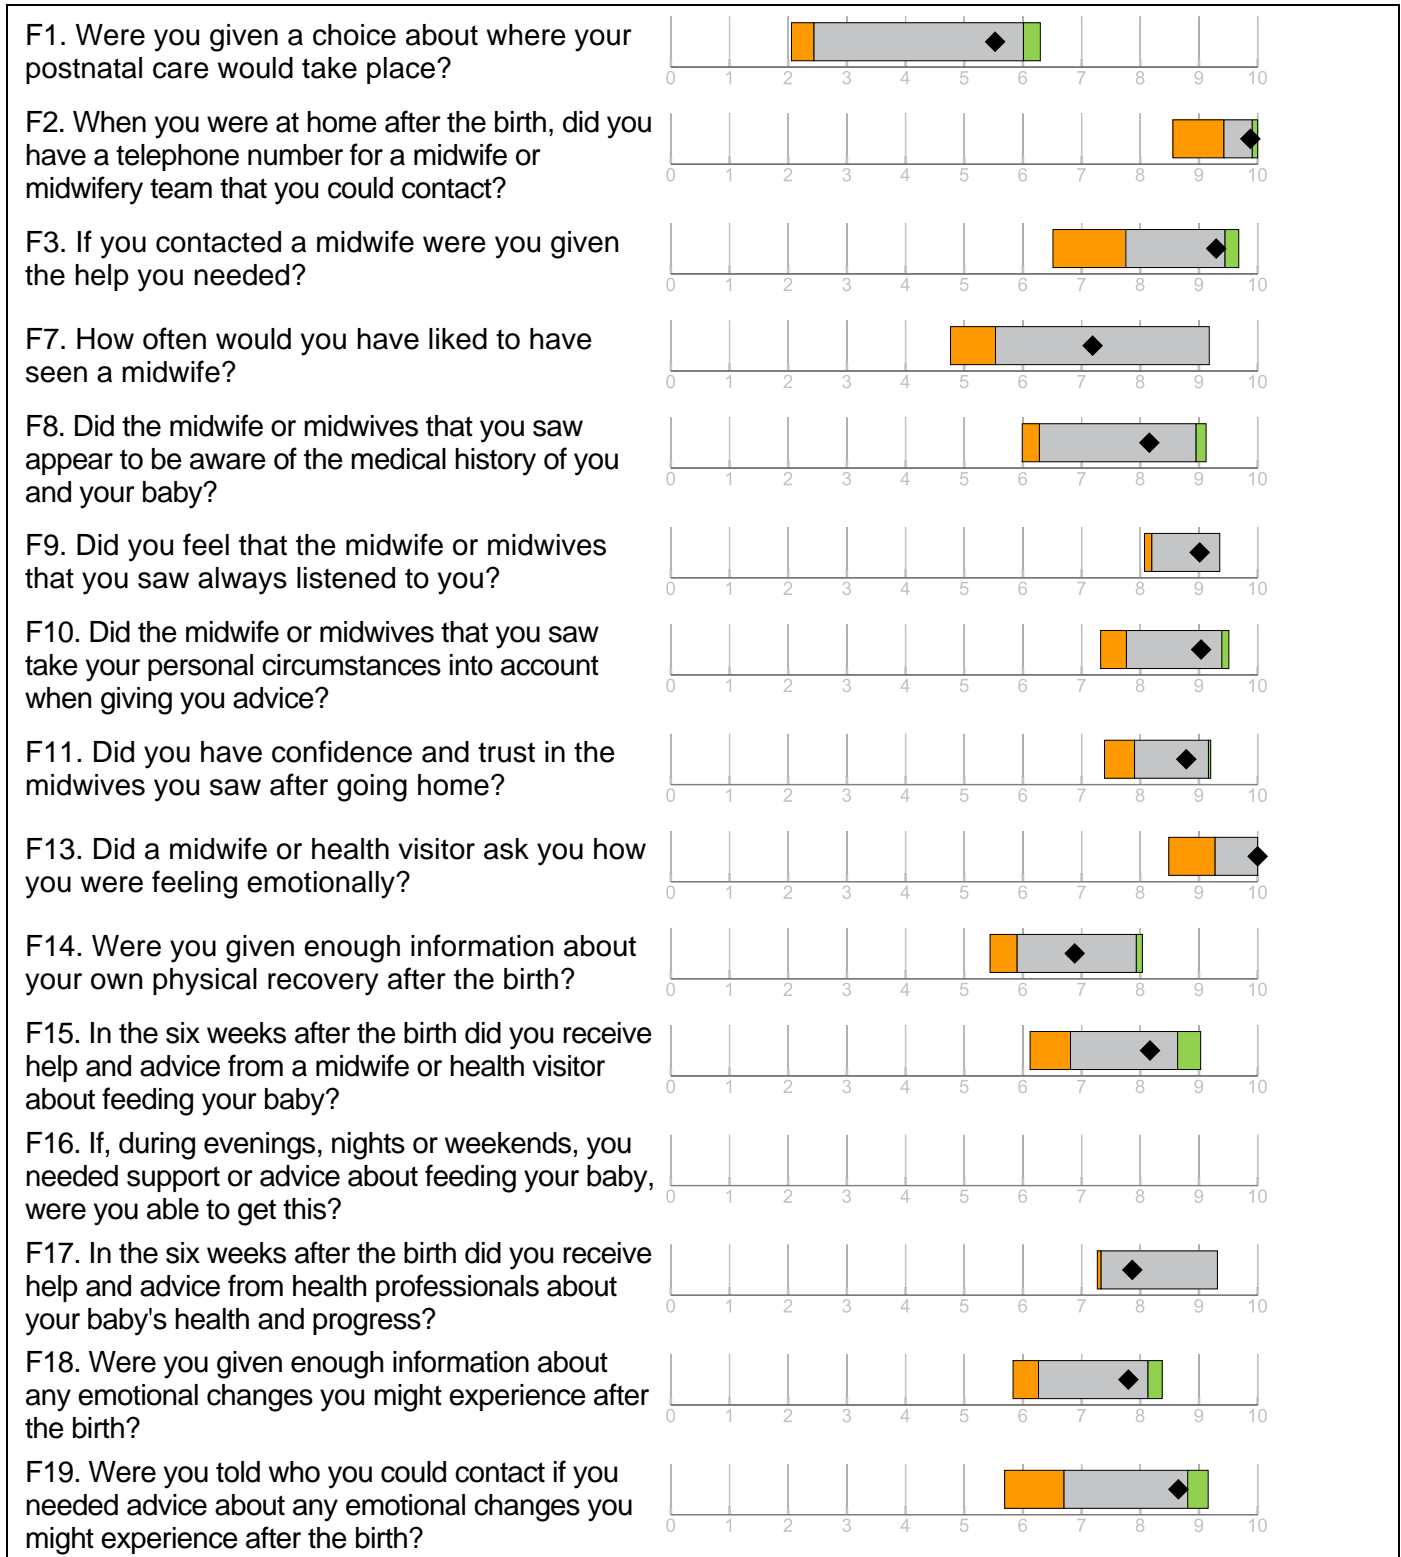 F1. Were you given a choice about where your
postnatal care would take place?
0 1 2 3 4 5 6 7 8 9 10
F2. When you were at home after the birth, did you
have a telephone number for a midwife or
midwifery team that you could contact?
0 1 2 3 4 5 6 7 8 9 10
F3. If you contacted a midwife were you given
the help you needed?
0 1 2 3 4 5 6 7 8 9 10
F7. How often would you have liked to have
seen a midwife?
0 1 2 3 4 5 6 7 8 9 10
F8. Did the midwife or midwives that you saw
appear to be aware of the medical history of you
and your baby?
0 1 2 3 4 5 6 7 8 9 10
F9. Did you feel that the midwife or midwives
that you saw always listened to you?
0 1 2 3 4 5 6 7 8 9 10
F10. Did the midwife or midwives that you saw
take your personal circumstances into account
when giving you advice?
0 1 2 3 4 5 6 7 8 9 10
F11. Did you have confidence and trust in the
midwives you saw after going home?
0 1 2 3 4 5 6 7 8 9 10
F13. Did a midwife or health visitor ask you how
you were feeling emotionally?
0 1 2 3 4 5 6 7 8 9 10
F14. Were you given enough information about
your own physical recovery after the birth?
0 1 2 3 4 5 6 7 8 9 10
F15. In the six weeks after the birth did you receive
help and advice from a midwife or health visitor
about feeding your baby?
0 1 2 3 4 5 6 7 8 9 10
F16. If, during evenings, nights or weekends, you
needed support or advice about feeding your baby,
were you able to get this?
0 1 2 3 4 5 6 7 8 9 10
F17. In the six weeks after the birth did you receive
help and advice from health professionals about
your baby's health and progress?
0 1 2 3 4 5 6 7 8 9 10
F18. Were you given enough information about
any emotional changes you might experience after
the birth?
0 1 2 3 4 5 6 7 8 9 10
F19. Were you told who you could contact if you
needed advice about any emotional changes you
might experience after the birth?
0 1 2 3 4 5 6 7 8 9 10